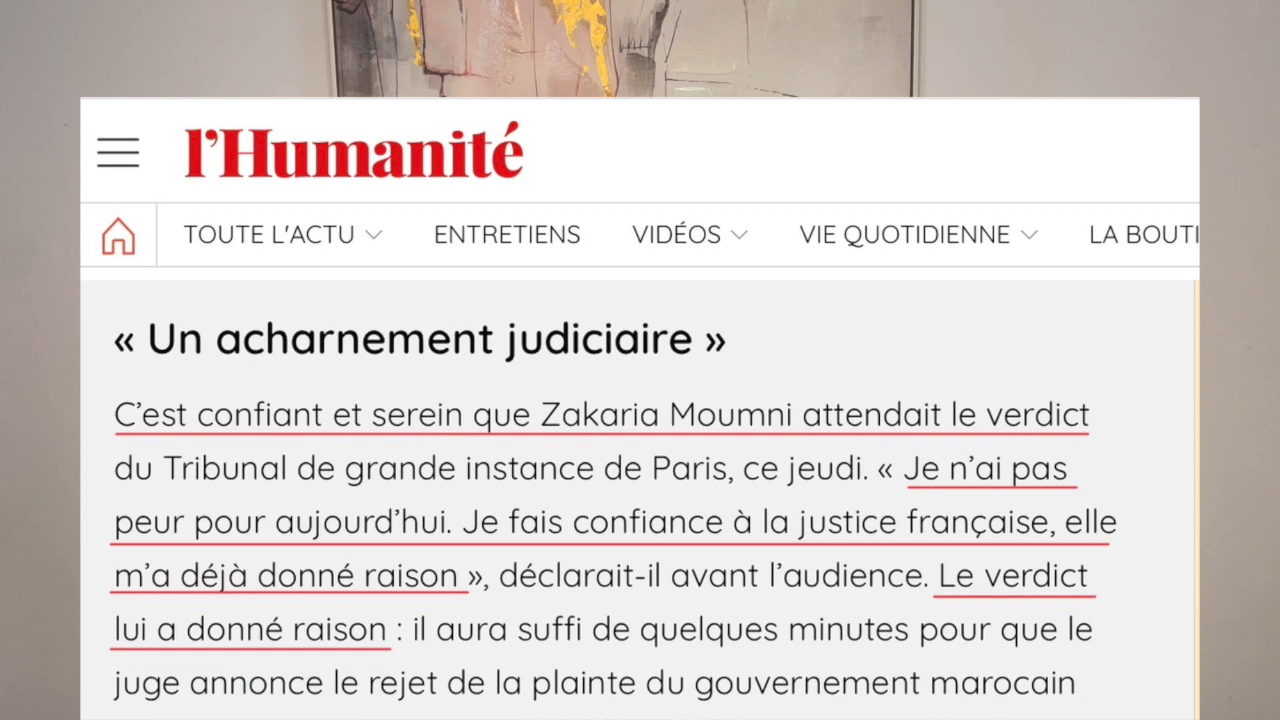 l'Humanité
TOUTE L'ACTU
ENTRETIENS
VIDÉOS
VIE QUOTIDIENNE
LA BOUTI
« Un acharnement judiciaire »
C’est confiant et serein que Zakaria Moumni attendait le verdict
du Tribunal de grande instance de Paris, ce jeudi. « Je n’ai pas
peur pour aujourd’hui. Je fais confiance à la justice française, elle
m’a déjà donné raison », déclarait-il avant l’audience. Le verdict
lui a donné raison : il aura suffi de quelques minutes pour que le
juge annonce le rejet de la plainte du gouvernement marocain